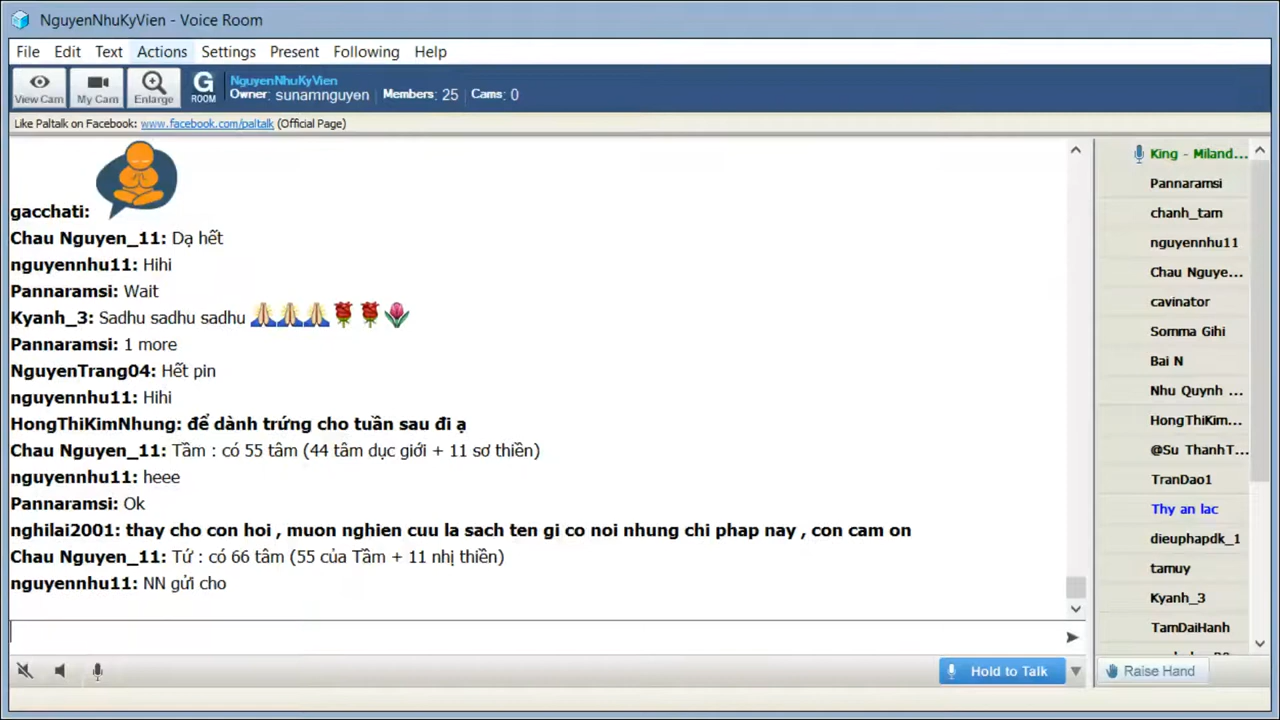 NguyenNhuKyVien - Voice Room
File Edit Text Actions Settings Present Following Help
View Cam My Cam Enlarge G ROOM
NguyenNhuKyVien
Owner: sunamnguyen Members: 25 Cams: 0
Like Paltalk on Facebook: www.facebook.com/paltalk (Official Page)
gacchati:
Chau Nguyen_11: Dạ hết
nguyennhu11: Hihi
Pannaramsi: Wait
Kyanh_3: Sadhu sadhu sadhu
Pannaramsi: 1 more
NguyenTrang04: Hết pin
nguyennhu11: Hihi
HongThiKimNhung: để dành trứng cho tuần sau đi ạ
Chau Nguyen_11: Tầm : có 55 tâm (44 tâm dục giới + 11 sơ thiền)
nguyennhu11: heee
Pannaramsi: Ok
nghilai2001: thay cho con hoi , muon nghien cuu la sach ten gi co noi nhung chi phap nay , con cam on
Chau Nguyen_11: Tứ : có 66 tâm (55 của Tầm + 11 nhị thiền)
nguyennhu11: NN gửi cho
King - Miland...
Pannaramsi
chanh_tam
nguyennhu11
Chau Nguye...
cavinator
Somma Gihi
Bai N
Nhu Quynh ...
HongThiKim...
@Su ThanhT...
TranDao1
Thy an lac
dieuphapdk_1
tamuy
Kyanh_3
TamDaiHanh
Hold to Talk
Raise Hand